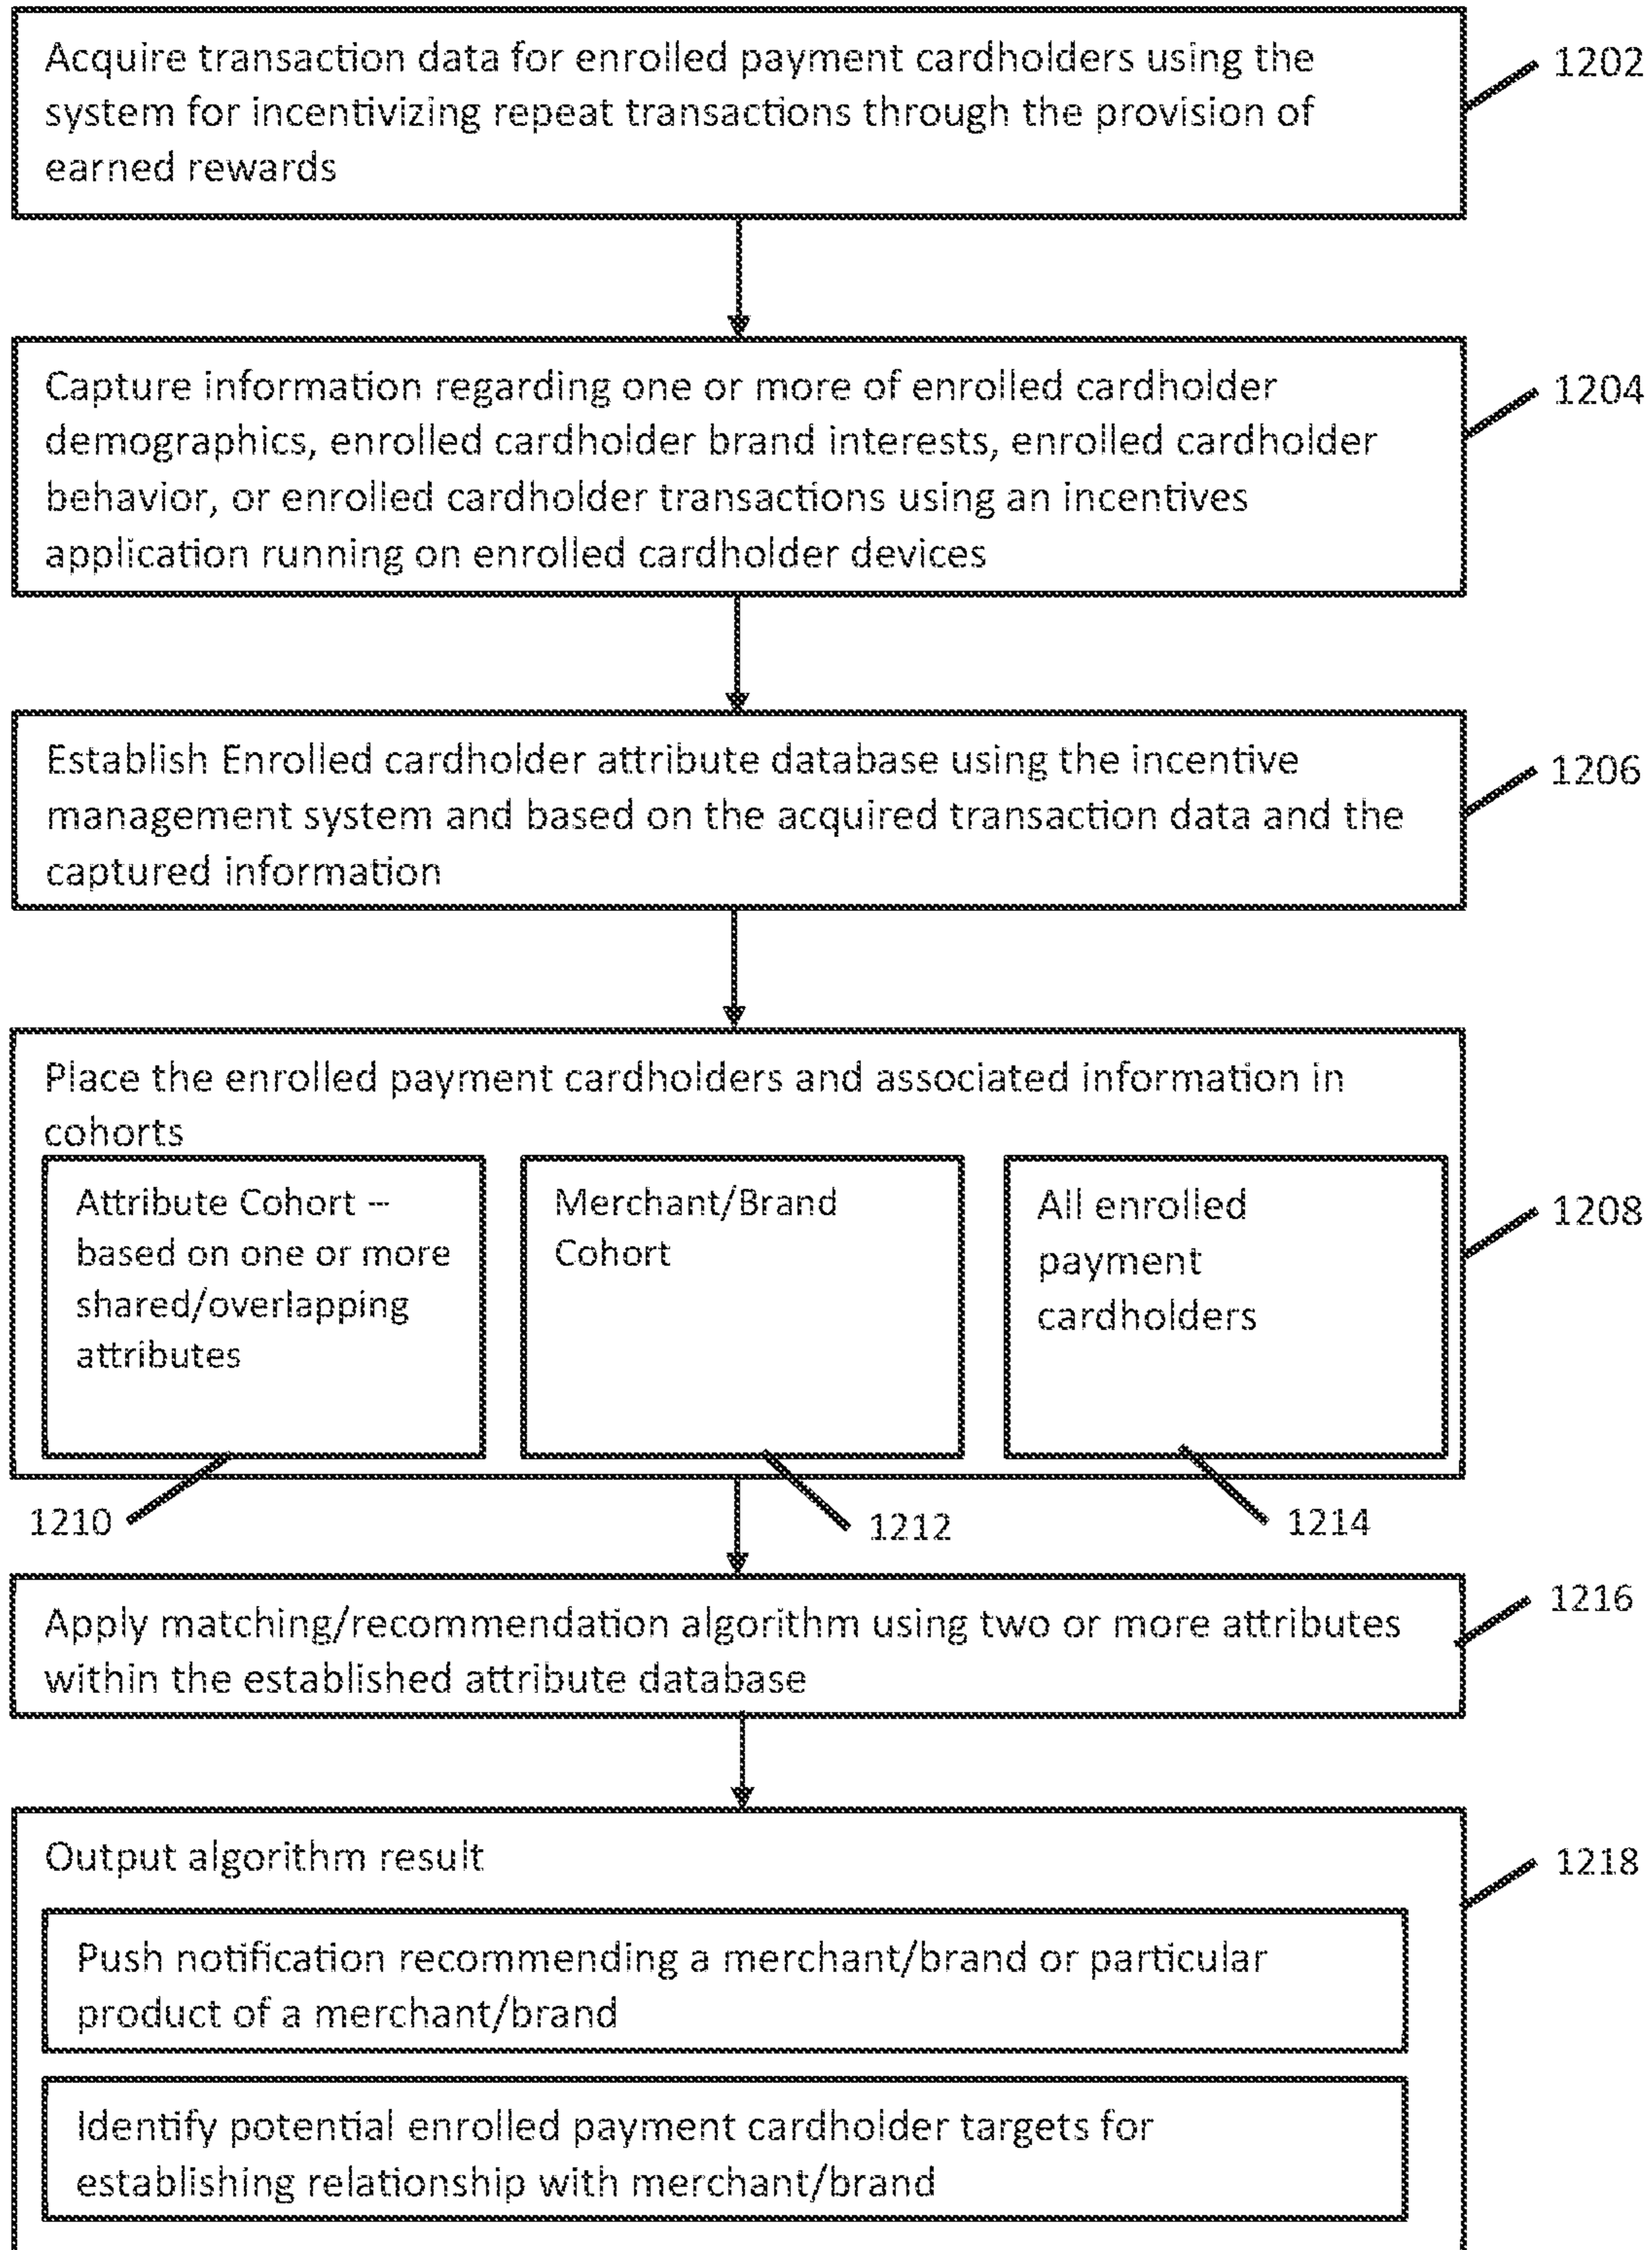 Acquire transaction data for enrolled payment cardholders using the
system for incentivizing repeat transactions through the provision of
earned rewards
1202
Capture information regarding one or more of enrolled cardholder
demographics, enrolled cardholder brand interests, enrolled cardholder
behavior, or enrolled cardholder transactions using an incentives
application running on enrolled cardholder devices
1204
Establish Enrolled cardholder attribute database using the incentive
management system and based on the acquired transaction data and the
captured information
1206
Place the enrolled payment cardholders and associated information in
cohorts
Attribute Cohort –
based on one or more
shared/overlapping
attributes
Merchant/Brand
Cohort
All enrolled
payment
cardholders
1208
1210
1212
1214
Apply matching/recommendation algorithm using two or more attributes
within the established attribute database
1216
Output algorithm result
1218
Push notification recommending a merchant/brand or particular
product of a merchant/brand
Identify potential enrolled payment cardholder targets for
establishing relationship with merchant/brand